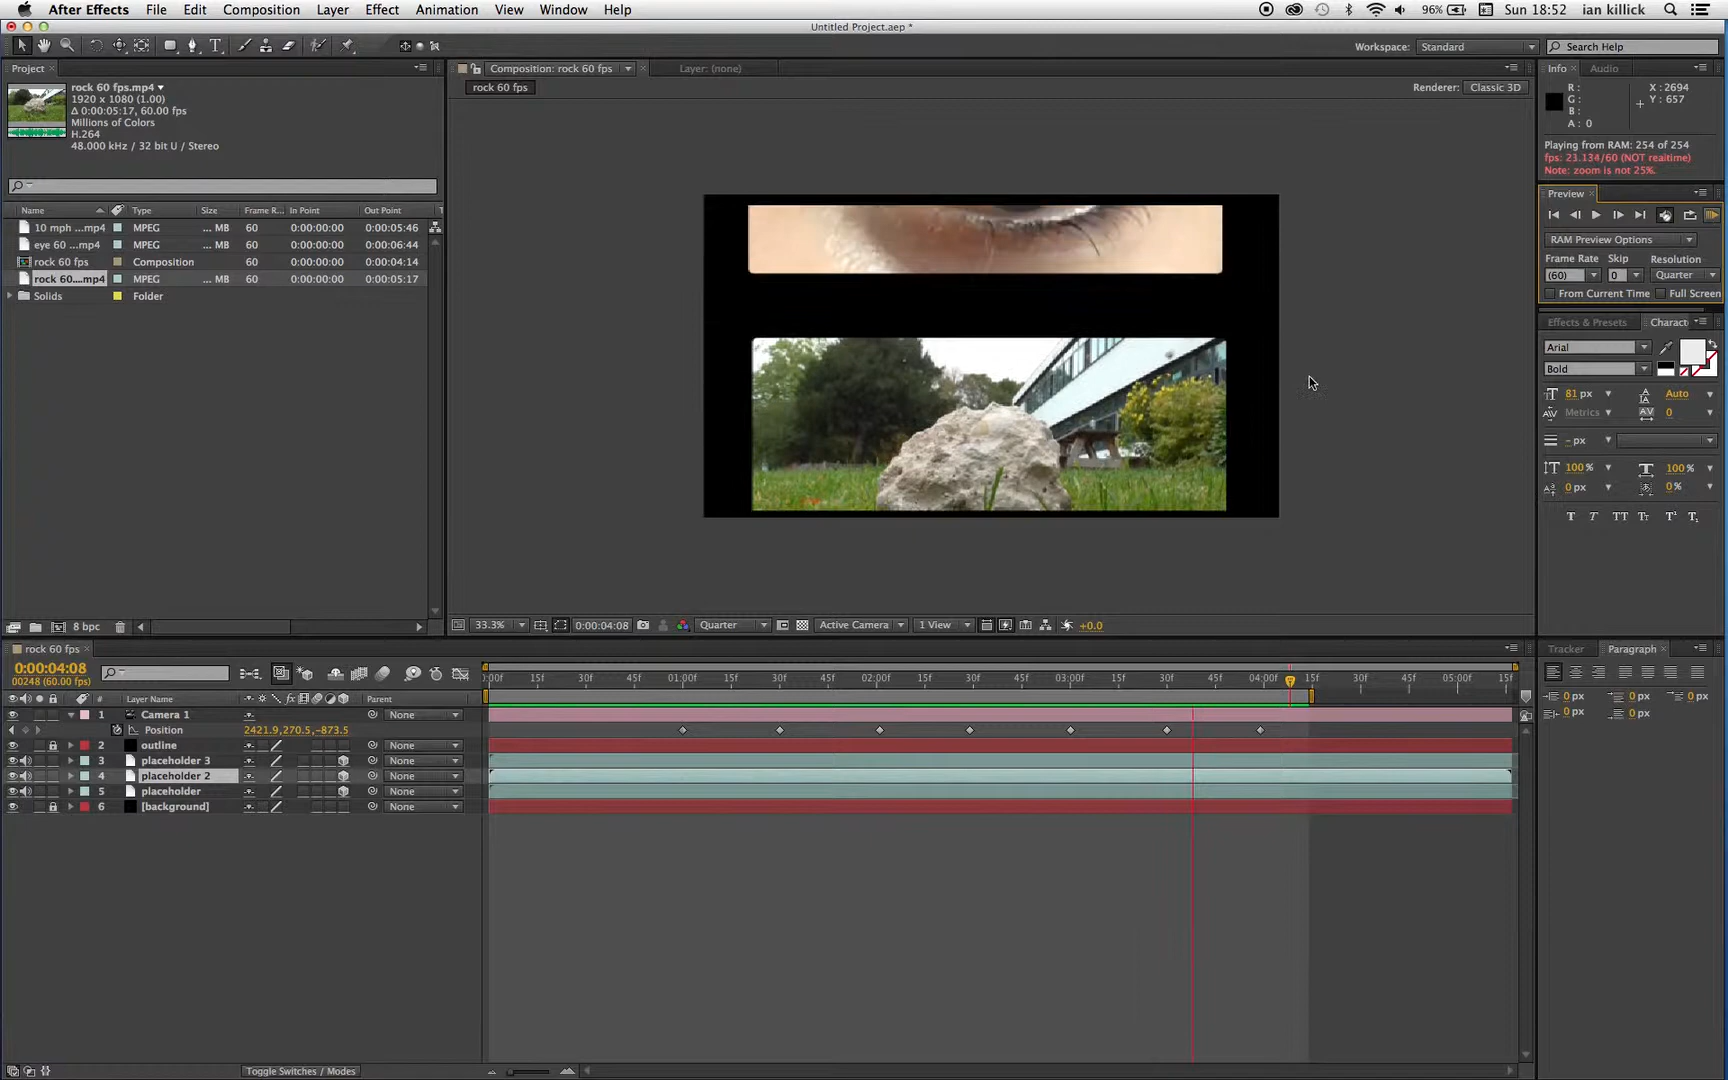 After Effects File Edit Composition Layer Effect Animation View Window Help 96% Sun 18:52 ian killick
Untitled Project.aep *
T Workspace: Standard Search Help
Project Composition: rock 60 fps Layer: (none) Info Audio
rock 60 fps.mp4 rock 60 fps Renderer: Classic 3D R: X: 2694
1920 x 1080 (1.00) G: Y: 657
Δ 0:00:05:17, 60.00 fps B:
Millions of Colors A: 0
H.264
48.000 kHz / 32 bit U / Stereo Playing from RAM: 254 of 254
fps: 23.134/60 (NOT realtime)
Note: zoom is not 25%.
Preview
Name Type Size Frame R... In Point Out Point
10 mph ...mp4 MPEG ... MB 60 0:00:00:00 0:00:05:46
RAM Preview Options
eye 60 ...mp4 MPEG ... MB 60 0:00:00:00 0:00:06:44
Frame Rate Skip Resolution
rock 60 fps Composition 60 0:00:00:00 0:00:04:14
(60) 0 Quarter
rock 60....mp4 MPEG ... MB 60 0:00:00:00 0:00:05:17
From Current Time Full Screen
Solids Folder
Effects & Presets Charact
Arial
Bold
81 px Auto
Metrics 0
- px
100 % 100 %
0 px 0 %
T T TT Tt T¹ T₁
8 bpc 33.3% 0:00:04:08 Quarter Active Camera 1 View +0.0
rock 60 fps Tracker Paragraph
0:00:04:08
00248 (60.00 fps)
:00f 15f 30f 45f 01:00f 15f 30f 45f 02:00f 15f 30f 45f 03:00f 15f 30f 45f 04:00f 15f 30f 45f 05:00f 15f
0 px 0 px 0 px
0 px 0 px
# Layer Name fx Parent
1 Camera 1 None
Position 2421.9,270.5,-873.5
2 outline None
3 placeholder 3 None
4 placeholder 2 None
5 placeholder None
6 [background] None
Toggle Switches / Modes